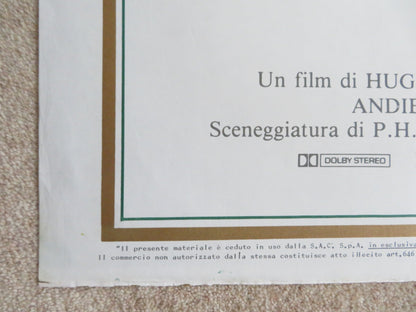 Un film di HUG
ANDIE
Sceneggiatura di P.H.
DOLBY STEREO
"Il presente materiale è ceduto in uso dalla S.A.C. S.p.A. in esclusiva
Il commercio non autorizzato dalla stessa costituisce atto illecito art.646